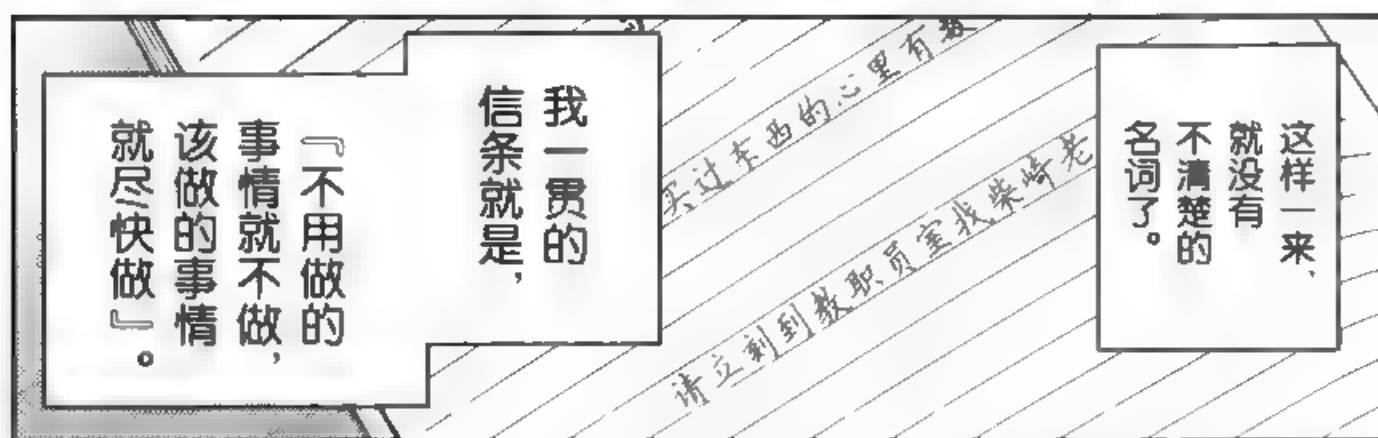 这样一来、
就没有
不清楚的
名词了。
买过东西的心里有数
请立刻到教职员室找柴崎老
我一贯的
信条就是，
『不用做的
事情就不做，
该做的事情
就尽快做』。